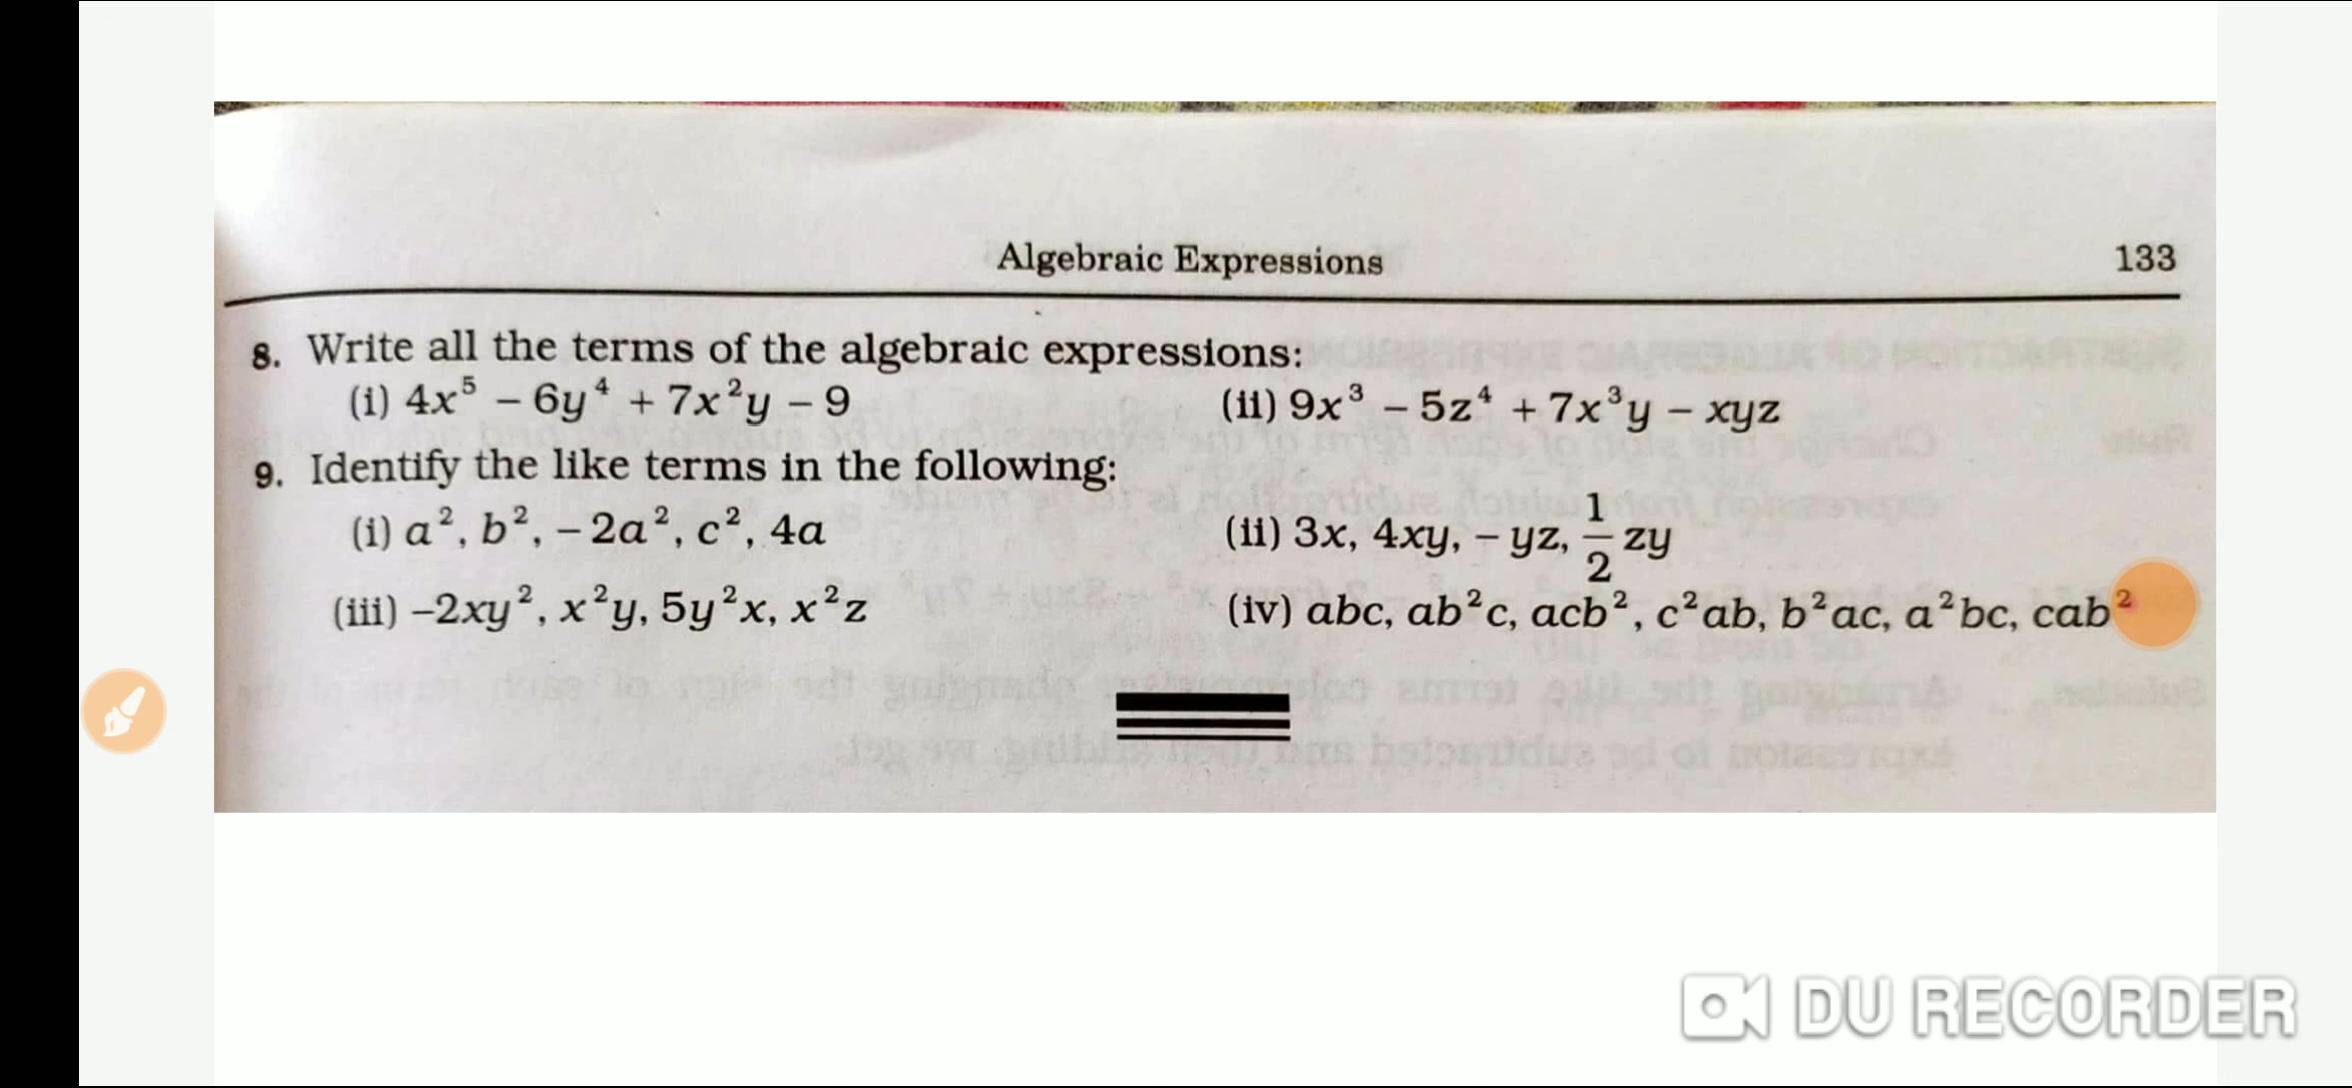 Algebraic Expressions 133
8. Write all the terms of the algebraic expressions:
(i) 4x⁵ – 6y⁴ + 7x²y – 9 (ii) 9x³ – 5z⁴ + 7x³y – xyz
9. Identify the like terms in the following:
(i) a², b², – 2a², c², 4a (ii) 3x, 4xy, – yz, 1/2 zy
(iii) –2xy², x²y, 5y²x, x²z (iv) abc, ab²c, acb², c²ab, b²ac, a²bc, cab²
DU RECORDER